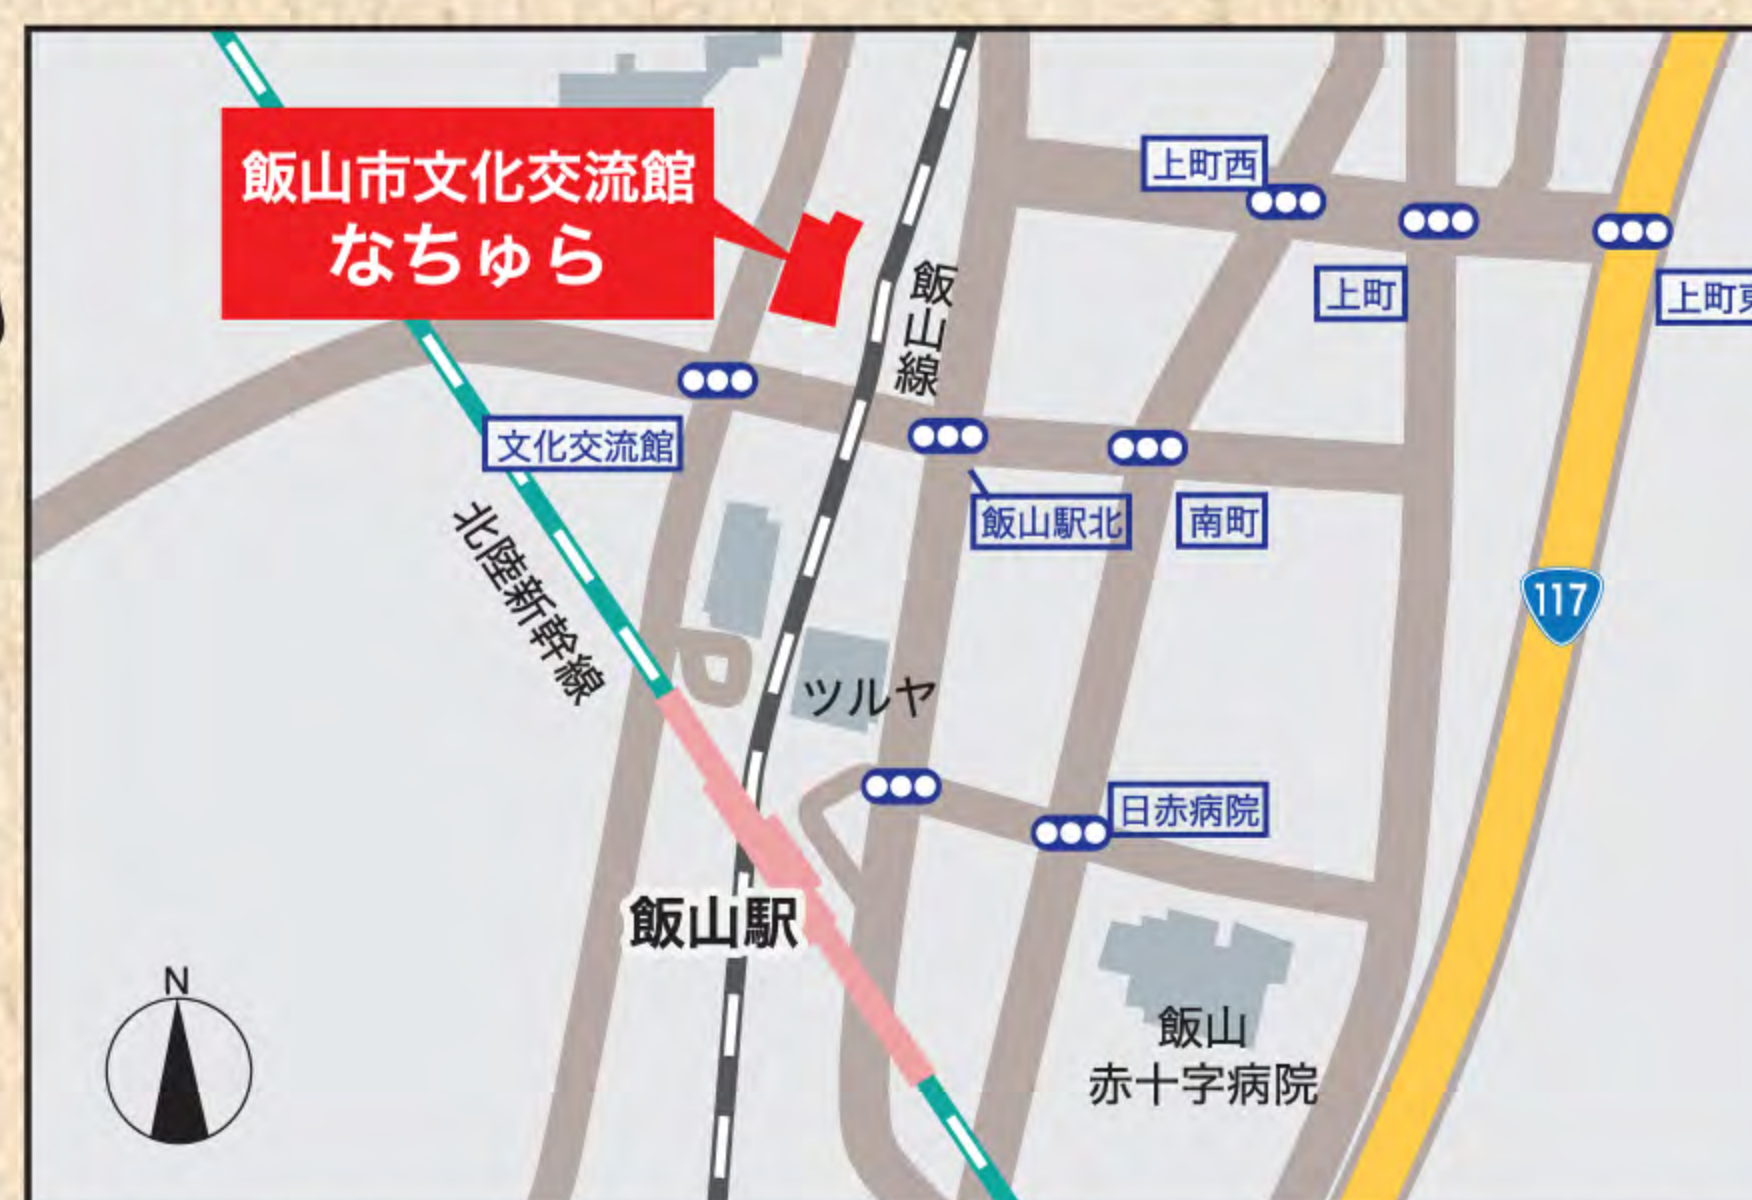 飯山市文化交流館
なちゅら
上町西
上町
上町東
飯山線
文化交流館
飯山駅北
南町
北陸新幹線
117
ツルヤ
日赤病院
飯山駅
N
飯山
赤十字病院